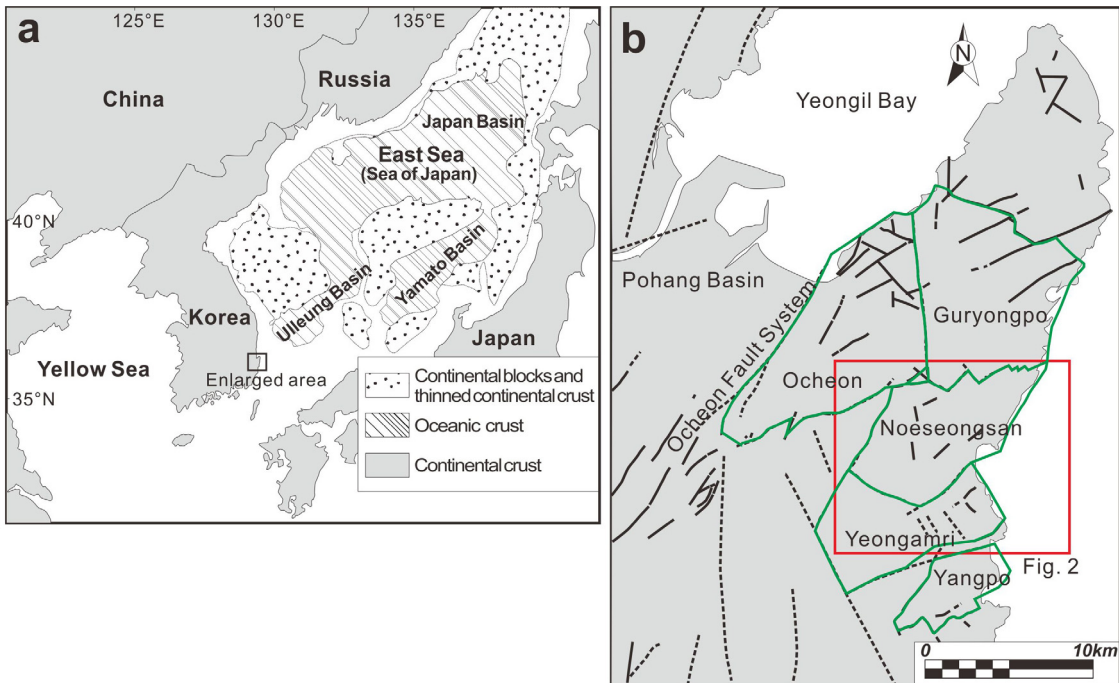 a
125°E
130°E
135°E
China
Russia
Japan Basin
East Sea
(Sea of Japan)
40°N
Yamato Basin
Ulleung Basin
Korea
Japan
Yellow Sea
Enlarged area
35°N
Continental blocks and
thinned continental crust
Oceanic crust
Continental crust
b
N
Yeongil Bay
Pohang Basin
Ocheon Fault System
Guryongpo
Ocheon
Noeseongsan
Yeongamri
Yangpo
Fig. 2
0
10km